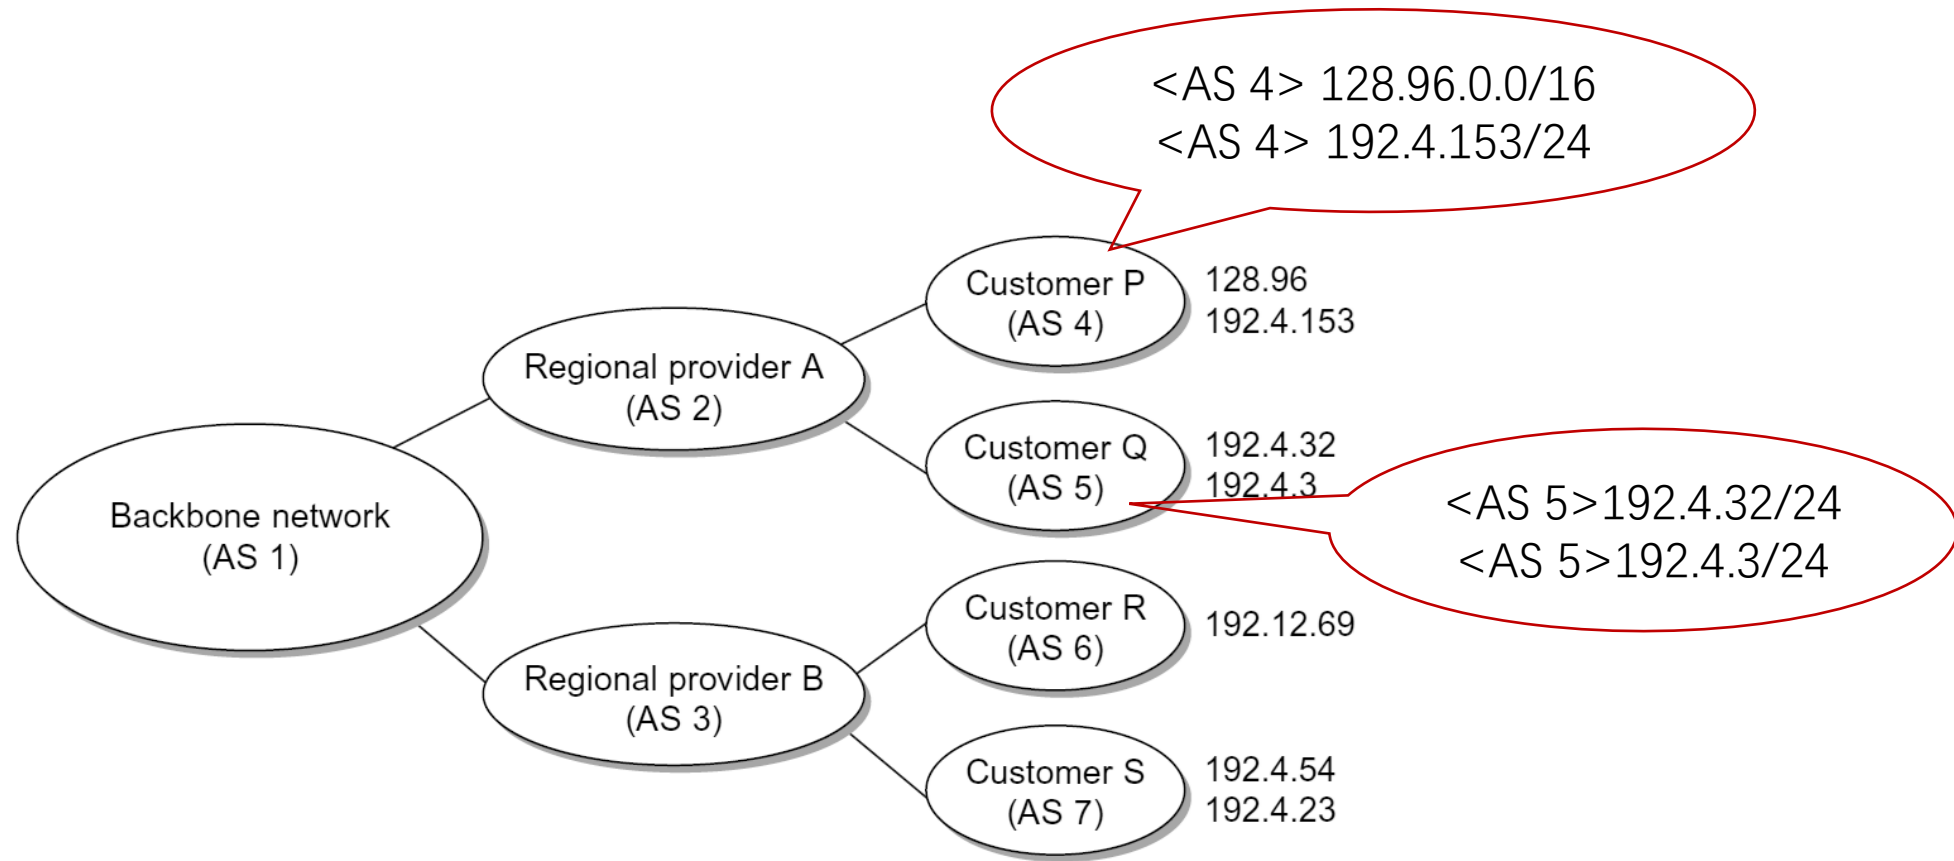 <AS 4> 128.96.0.0/16
<AS 4> 192.4.153/24
Customer P
(AS 4)
128.96
192.4.153
Regional provider A
(AS 2)
Customer Q
(AS 5)
192.4.32
192.4.3
<AS 5>192.4.32/24
<AS 5>192.4.3/24
Backbone network
(AS 1)
Customer R
(AS 6)
192.12.69
Regional provider B
(AS 3)
Customer S
(AS 7)
192.4.54
192.4.23